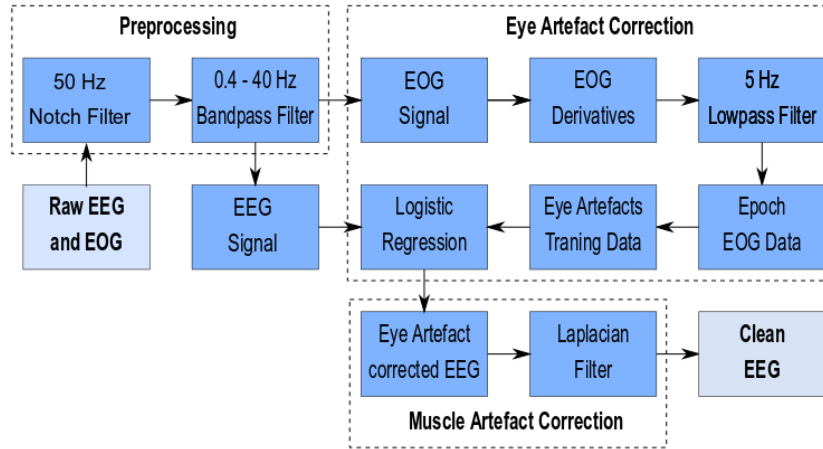 Preprocessing
50 Hz
Notch Filter
0.4 - 40 Hz
Bandpass Filter
Raw EEG
and EOG
EEG
Signal
Eye Artefact Correction
EOG
Signal
EOG
Derivatives
5 Hz
Lowpass Filter
Logistic
Regression
Eye Artefacts
Traning Data
Epoch
EOG Data
Eye Artefact
corrected EEG
Laplacian
Filter
Clean
EEG
Muscle Artefact Correction